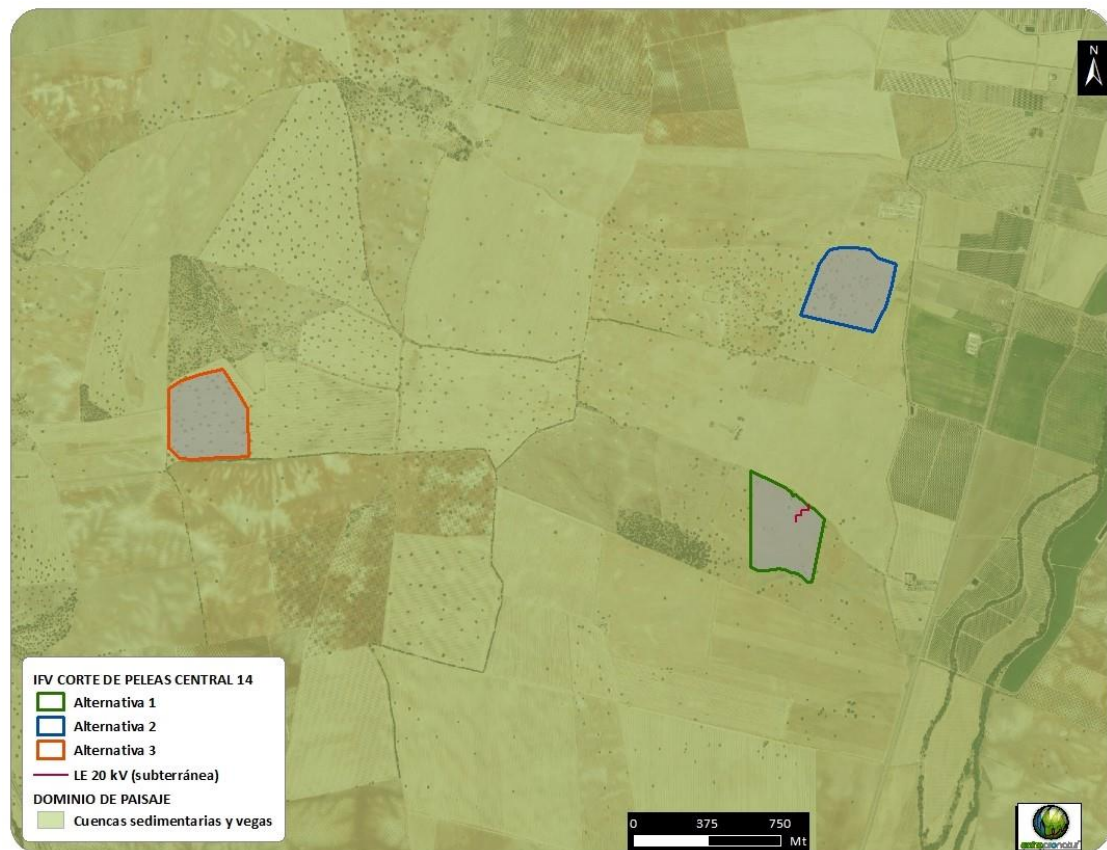 N
IFV CORTE DE PELEAS CENTRAL 14
Alternativa 1
Alternativa 2
Alternativa 3
LE 20 kV (subterránea)
DOMINIO DE PAISAJE
Cuencas sedimentarias y vegas
0 375 750
Mt